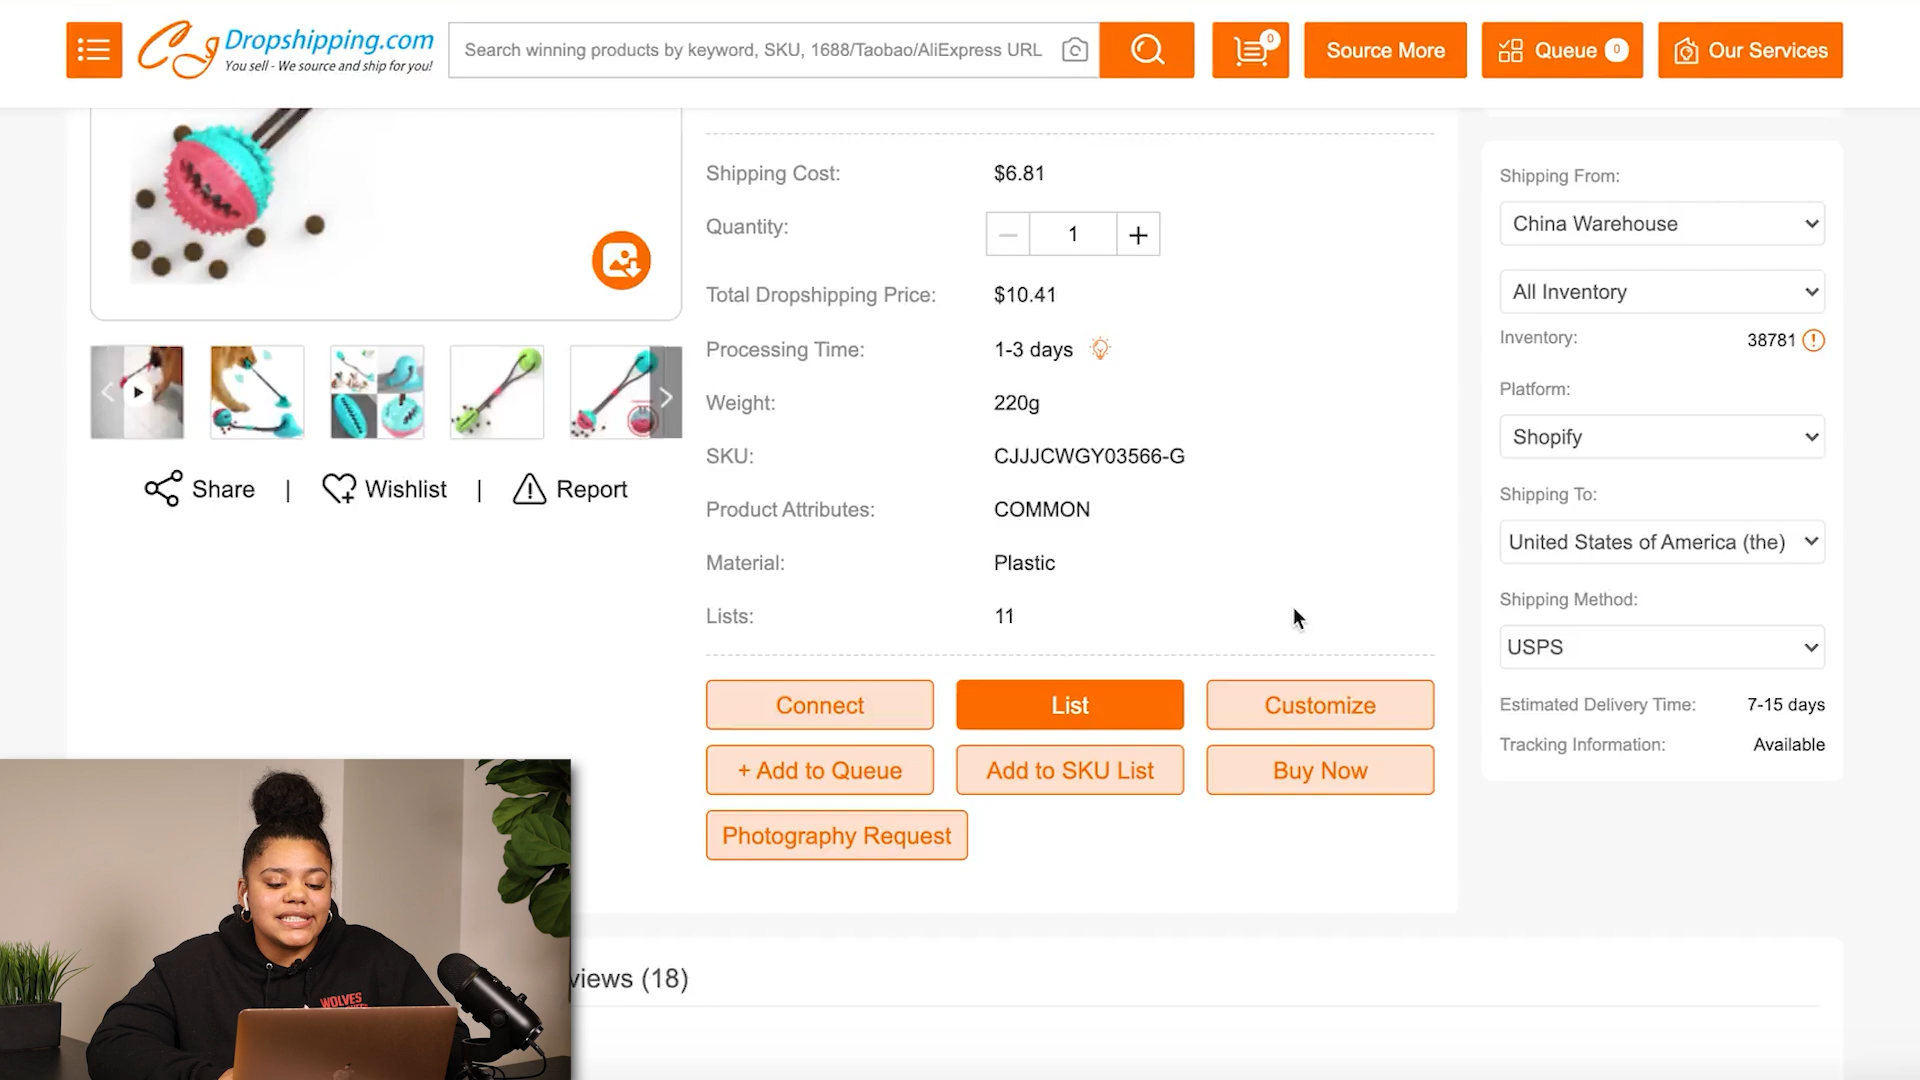 CJ Dropshipping.com
You sell - We source and ship for you!
Search winning products by keyword, SKU, 1688/Taobao/AliExpress URL
0
Source More
Queue 0
Our Services
Shipping Cost: $6.81
Quantity: 1
Total Dropshipping Price: $10.41
Processing Time: 1-3 days
Weight: 220g
SKU: CJJJCWGY03566-G
Product Attributes: COMMON
Material: Plastic
Lists: 11
Share | Wishlist | Report
Connect
List
Customize
+ Add to Queue
Add to SKU List
Buy Now
Photography Request
Shipping From:
China Warehouse
All Inventory
Inventory: 38781
Platform:
Shopify
Shipping To:
United States of America (the)
Shipping Method:
USPS
Estimated Delivery Time: 7-15 days
Tracking Information: Available
views (18)
WOLVES